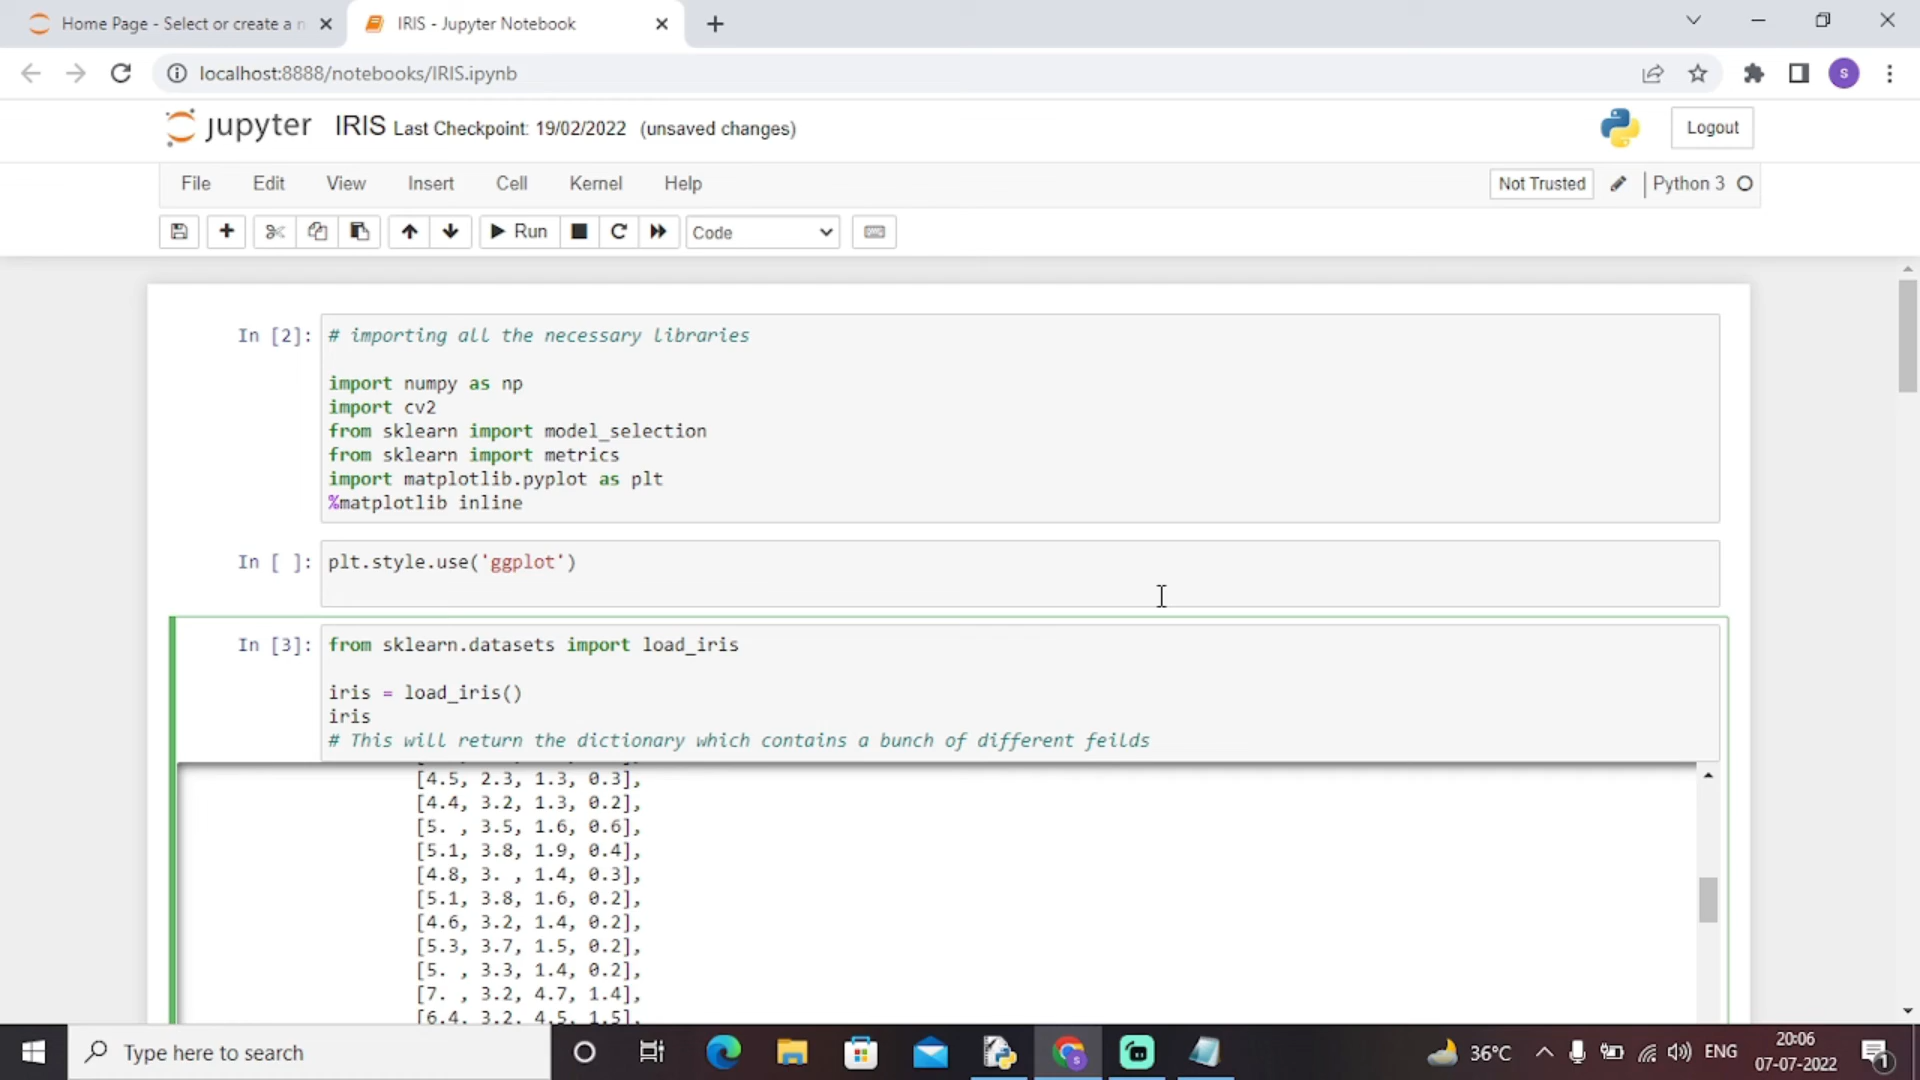 Home Page - Select or create a n
IRIS - Jupyter Notebook
localhost:8888/notebooks/IRIS.ipynb
S
jupyter IRIS Last Checkpoint: 19/02/2022 (unsaved changes)
Logout
File Edit View Insert Cell Kernel Help
Not Trusted
Python 3
Run
Code
In [2]: # importing all the necessary libraries
import numpy as np
import cv2
from sklearn import model_selection
from sklearn import metrics
import matplotlib.pyplot as plt
%matplotlib inline
In [ ]: plt.style.use('ggplot')
In [3]: from sklearn.datasets import load_iris
iris = load_iris()
iris
# This will return the dictionary which contains a bunch of different feilds
[4.5, 2.3, 1.3, 0.3],
[4.4, 3.2, 1.3, 0.2],
[5. , 3.5, 1.6, 0.6],
[5.1, 3.8, 1.9, 0.4],
[4.8, 3. , 1.4, 0.3],
[5.1, 3.8, 1.6, 0.2],
[4.6, 3.2, 1.4, 0.2],
[5.3, 3.7, 1.5, 0.2],
[5. , 3.3, 1.4, 0.2],
[7. , 3.2, 4.7, 1.4],
[6.4, 3.2, 4.5, 1.5],
Type here to search
36°C
ENG
20:06
07-07-2022
1